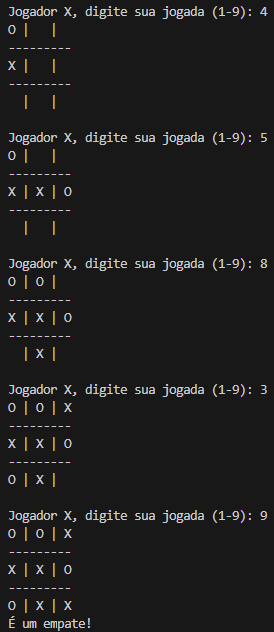 Jogador X, digite sua jogada (1-9): 4
O |   |
---------
X |   |
---------
  |   |
Jogador X, digite sua jogada (1-9): 5
O |   |
---------
X | X | O
---------
  |   |
Jogador X, digite sua jogada (1-9): 8
O | O |
---------
X | X | O
---------
  | X |
Jogador X, digite sua jogada (1-9): 3
O | O | X
---------
X | X | O
---------
O | X |
Jogador X, digite sua jogada (1-9): 9
O | O | X
---------
X | X | O
---------
O | X | X
É um empate!